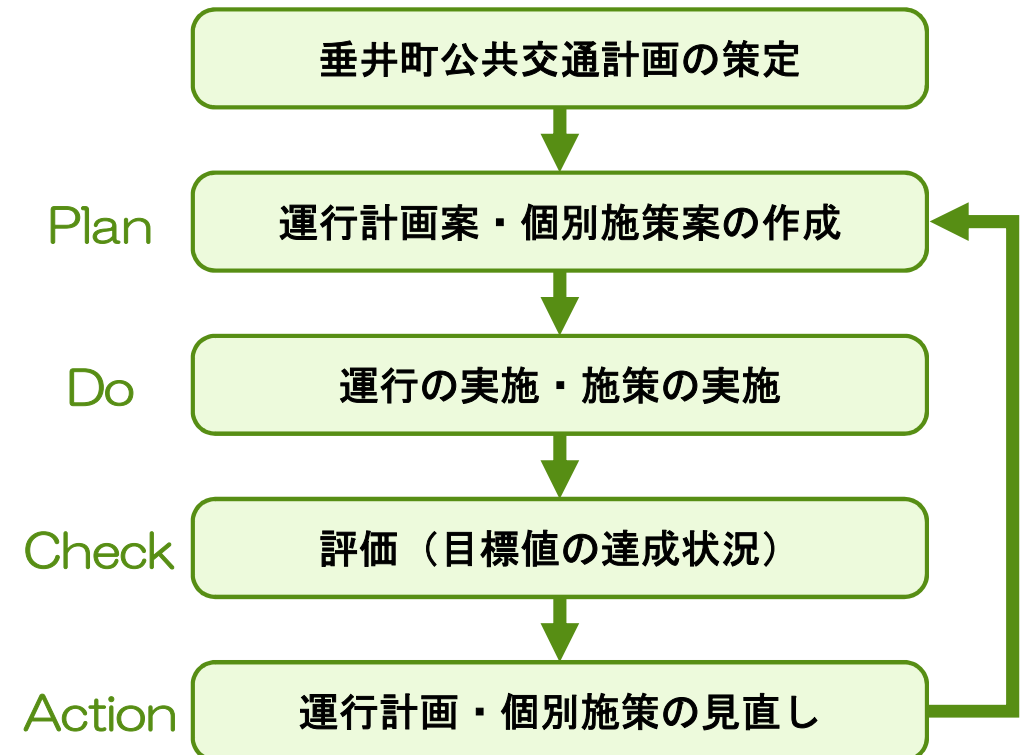 垂井町公共交通計画の策定
Plan
運行計画案・個別施策案の作成
Do
運行の実施・施策の実施
Check
評価（目標値の達成状況）
Action
運行計画・個別施策の見直し